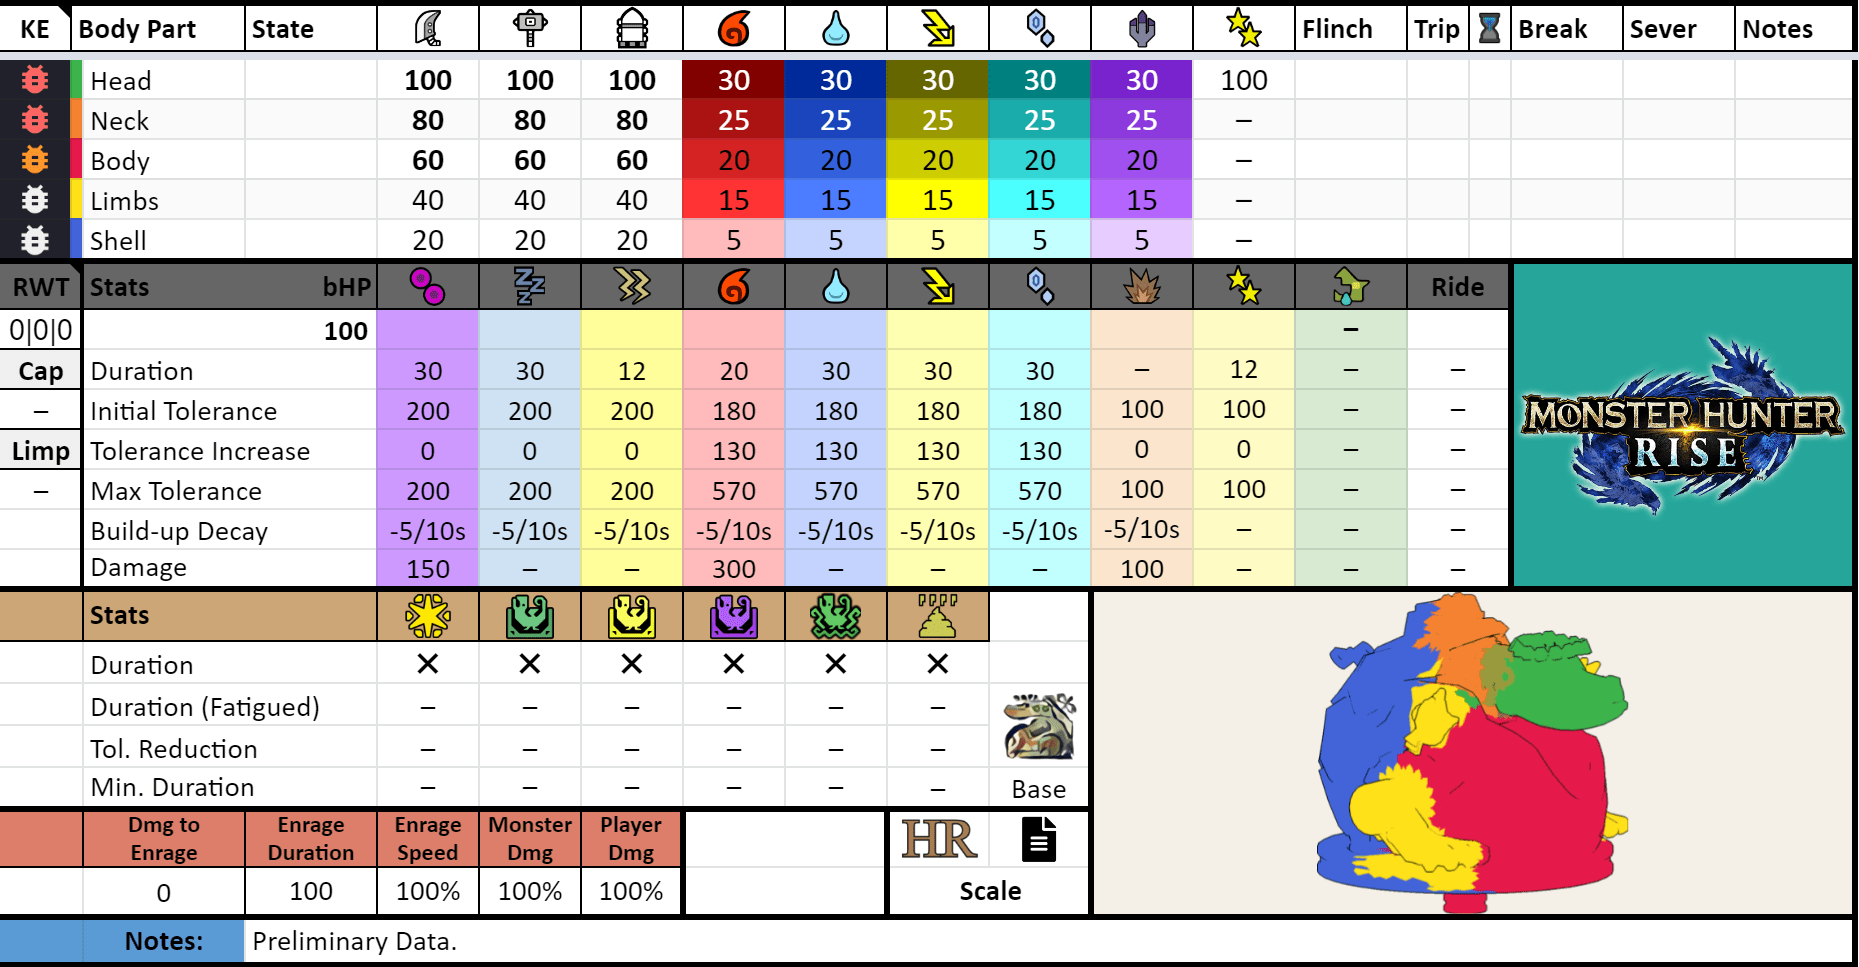 KE Body Part State Flinch Trip Break Sever Notes
Head 100 100 100 30 30 30 30 30 100
Neck 80 80 80 25 25 25 25 25 –
Body 60 60 60 20 20 20 20 20 –
Limbs 40 40 40 15 15 15 15 15 –
Shell 20 20 20 5 5 5 5 5 –
RWT Stats bHP Ride
0|0|0 100 –
Cap Duration 30 30 12 20 30 30 30 – 12 – –
– Initial Tolerance 200 200 200 180 180 180 180 100 100 – –
Limp Tolerance Increase 0 0 0 130 130 130 130 0 0 – –
– Max Tolerance 200 200 200 570 570 570 570 100 100 – –
Build-up Decay -5/10s -5/10s -5/10s -5/10s -5/10s -5/10s -5/10s -5/10s – – –
Damage 150 – – 300 – – – 100 – – –
MONSTER HUNTER
RISE
Stats
Duration ✕ ✕ ✕ ✕ ✕ ✕
Duration (Fatigued) – – – – – –
Tol. Reduction – – – – – –
Min. Duration – – – – – –
Base
Dmg to Enrage Enrage Duration Enrage Speed Monster Dmg Player Dmg HR
0 100 100% 100% 100% Scale
Notes: Preliminary Data.